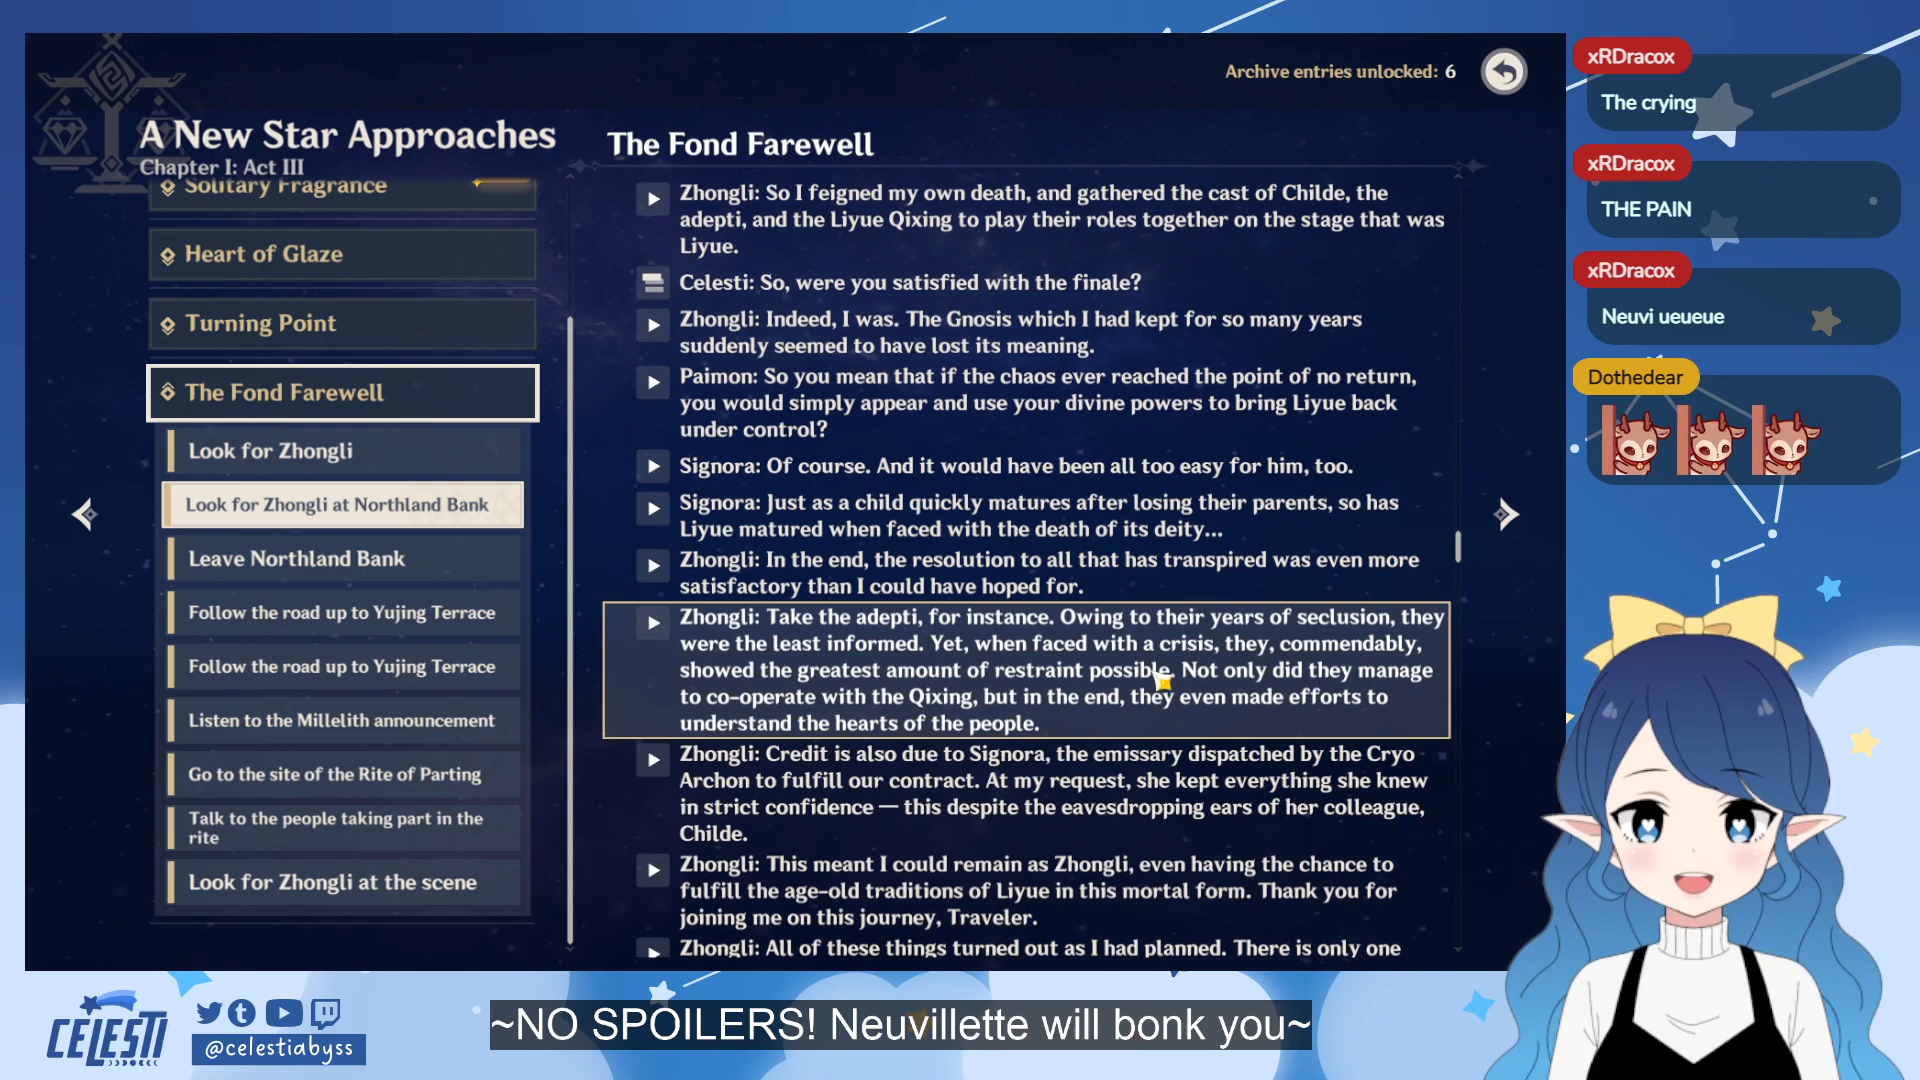 Archive entries unlocked: 6
A New Star Approaches
Chapter I: Act III
Solitary Fragrance
Heart of Glaze
Turning Point
The Fond Farewell
Look for Zhongli
Look for Zhongli at Northland Bank
Leave Northland Bank
Follow the road up to Yujing Terrace
Follow the road up to Yujing Terrace
Listen to the Millelith announcement
Go to the site of the Rite of Parting
Talk to the people taking part in the
rite
Look for Zhongli at the scene
The Fond Farewell
Zhongli: So I feigned my own death, and gathered the cast of Childe, the
adepti, and the Liyue Qixing to play their roles together on the stage that was
Liyue.
Celesti: So, were you satisfied with the finale?
Zhongli: Indeed, I was. The Gnosis which I had kept for so many years
suddenly seemed to have lost its meaning.
Paimon: So you mean that if the chaos ever reached the point of no return,
you would simply appear and use your divine powers to bring Liyue back
under control?
Signora: Of course. And it would have been all too easy for him, too.
Signora: Just as a child quickly matures after losing their parents, so has
Liyue matured when faced with the death of its deity...
Zhongli: In the end, the resolution to all that has transpired was even more
satisfactory than I could have hoped for.
Zhongli: Take the adepti, for instance. Owing to their years of seclusion, they
were the least informed. Yet, when faced with a crisis, they, commendably,
showed the greatest amount of restraint possible. Not only did they manage
to co-operate with the Qixing, but in the end, they even made efforts to
understand the hearts of the people.
Zhongli: Credit is also due to Signora, the emissary dispatched by the Cryo
Archon to fulfill our contract. At my request, she kept everything she knew
in strict confidence — this despite the eavesdropping ears of her colleague,
Childe.
Zhongli: This meant I could remain as Zhongli, even having the chance to
fulfill the age-old traditions of Liyue in this mortal form. Thank you for
joining me on this journey, Traveler.
Zhongli: All of these things turned out as I had planned. There is only one
xRDracox
The crying
xRDracox
THE PAIN
xRDracox
Neuvi ueueue
Dothedear
CELESTI
@celestiabyss
~NO SPOILERS! Neuvillette will bonk you~